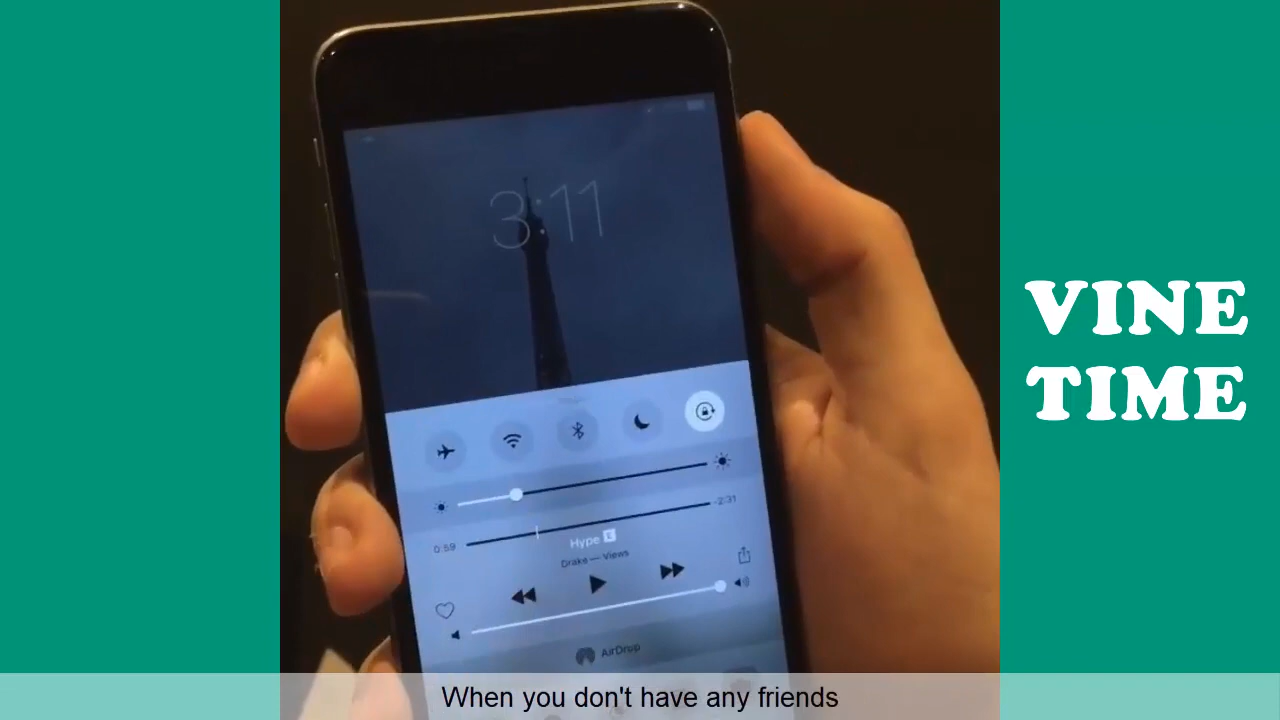 3:11
0:59
-2:31
Hype E
Drake — Views
AirDrop
VINE
TIME
When you don't have any friends